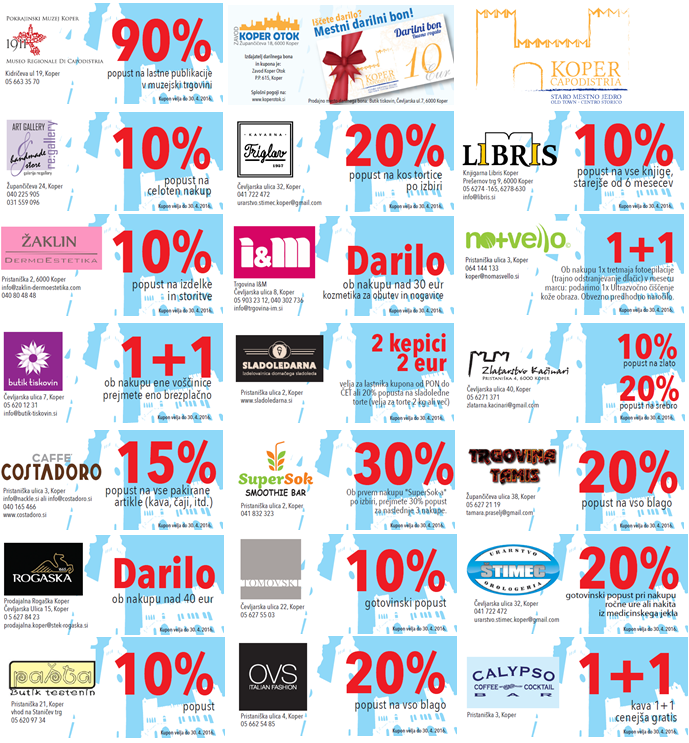 POKRAJINSKI MUZEJ KOPER
1911
MUSEO REGIONALE DI CAPODISTRIA
Kidričeva ul 19, Koper
05 663 35 70
90%
popust na lastne publikacije
v muzejski trgovini
Kupon velja do 30. 4. 2016.
ZAVOD
KOPER OTOK
Župančičeva 18, 6000 Koper
Izdajatelj darilnega bona
in kupona je:
Zavod Koper Otok
P.P. 615, Koper
Splošni pogoji na:
www.koperotok.si
Iščete darilo?
Mestni darilni bon!
Darilni bon
Buono regalo
KOPER
CAPODISTRIA
10
Eur
Prodajno mesto darilnega bona: Butik tiskovin, Čevljarska ul 7, 6000 Koper
KOPER
CAPODISTRIA
STARO MESTNO JEDRO
OLD TOWN - CENTRO STORICO
ART GALLERY
&
handmade
store
galerija re:gallery
re:gallery
Župančičeva 24, Koper
040 225 905
031 559 096
10%
popust na
celoten nakup
Kupon velja do 30. 4. 2016.
KAVARNA
Triglav
1957
Čevljarska ulica 32, Koper
041 722 472
urarstvo.stimec.koper@gmail.com
20%
popust na kos tortice
po izbiri
Kupon velja do 30. 4. 2016.
LIBRIS
Knjigarna Libris Koper
Prešernov trg 9, 6000 Koper
05 6274 -165, 6278-630
info@libris.si
10%
popust na vse knjige,
starejše od 6 mesecev
Kupon velja do 30. 4. 2016.
ŽAKLIN
DERMOESTETIKA
Pristaniška 2, 6000 Koper
info@zaklin-dermoestetika.com
040 80 48 48
10%
popust na izdelke
in storitve
Kupon velja do 30. 4. 2016.
i&m
Trgovina I&M
Čevljarska ulica 8, Koper
05 903 23 12, 040 302 736
info@trgovina-im.si
Darilo
ob nakupu nad 30 eur
kozmetika za obutev in nogavice
Kupon velja do 30. 4. 2016.
no+vello
Pristaniška ulica 3, Koper
064 144 133
koper@nomasvello.si
1+1
Ob nakupu 1x tretmaja fotoepilacije
(trajno odstranjevanje dlačic) v mesecu
marcu: podarimo 1x Ultrazvočno čiščenje
kože obraza. Obvezno predhodno naročilo.
Kupon velja do 30. 4. 2016.
butik tiskovin
Čevljarska ulica 7, Koper
05 620 12 31
info@butik-tiskovin.si
1+1
ob nakupu ene voščilnice
prejmete eno brezplačno
Kupon velja do 30. 4. 2016.
SLADOLEDARNA
izdelovalnica domačega sladoleda
Pristaniška ulica 2, Koper
www.sladoledarna.si
2 kepici
2 eur
velja za lastnika kupona od PON do
ČET ali 20% popusta na sladoledne
torte (velja za torte 2 kg ali več)
Kupon velja do 30. 4. 2016.
Zlatarstvo Kačinari
PRISTANIŠKA 4, 6000 KOPER
Čevljarska ulica 40, Koper
05 6271 371
zlatarna.kacinari@gmail.com
10%
popust na zlato
20%
popust na srebro
Kupon velja do 30. 4. 2016.
CAFFE
COSTADORO
Pristaniška ulica 3, Koper
info@nackle.si ali info@costadoro.si
040 165 466
www.costadoro.si
15%
popust na vse pakirane
artikle (kava, čaji, itd.)
Kupon velja do 30. 4. 2016.
SuperSok
SMOOTHIE BAR
Pristaniška ulica 2, Koper
041 832 323
30%
Ob prvem nakupu "SuperSok-a"
po izbiri, prejmete 30% popust
za naslednje 3 nakupe.
Kupon velja do 30. 4. 2016.
TRGOVINA
TAMIS
Župančičeva ulica 38, Koper
05 627 21 19
tamara.praselj@gmail.com
20%
popust na vso blago
Kupon velja do 30. 4. 2016.
ROGAŠKA
Prodajalna Rogaška Koper
Čevljarska Ulica 15, Koper
0 5 627 84 23
prodajalna.koper@stek-rogaska.si
Darilo
ob nakupu nad 40 eur
Kupon velja do 30. 4. 2016.
TOMOVSKI
Čevljarska ulica 22, Koper
05 627 55 03
10%
gotovinski popust
Kupon velja do 30. 4. 2016.
URARSTVO
ŠTIMEC
OROLOGERIA
Čevljarska ulica 32, Koper
041 722 472
urarstvo.stimec.koper@gmail.com
20%
gotovinski popust pri nakupu
ročne ure ali nakita
iz medicinskega jekla
Kupon velja do 30. 4. 2016.
pasta
Butik testenin
Pristaniška 21, Koper
vhod na Staničev trg
05 620 97 34
10%
popust
Kupon velja do 30. 4. 2016.
OVS
ITALIAN FASHION
Pristaniška ulica 4, Koper
05 662 54 85
20%
popust na vso blago
Kupon velja do 30. 4. 2016.
CALYPSO
COFFEE COCKTAIL
BAR
Pristaniška 3, Koper
1+1
kava 1+1
cenejša gratis
Kupon velja do 30. 4. 2016.